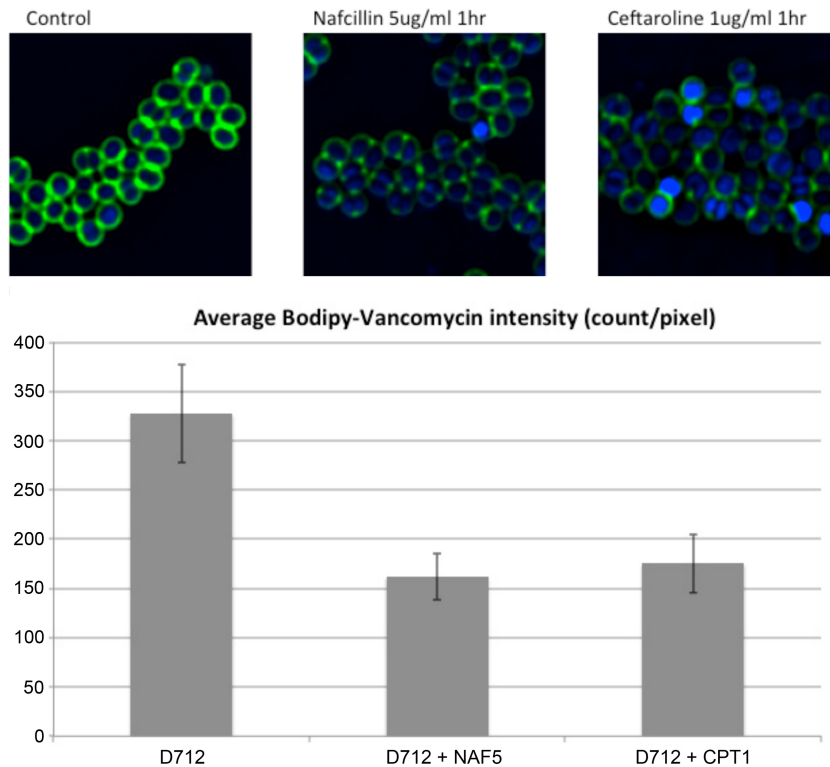 Control
Nafcillin 5ug/ml 1hr
Ceftaroline 1ug/ml 1hr
Average Bodipy-Vancomycin intensity (count/pixel)
400
350
300
250
200
150
100
50
0
D712
D712 + NAF5
D712 + CPT1